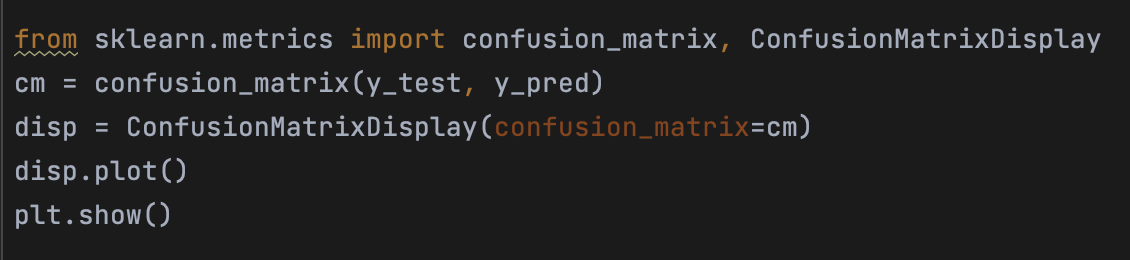 from sklearn.metrics import confusion_matrix, ConfusionMatrixDisplay
cm = confusion_matrix(y_test, y_pred)
disp = ConfusionMatrixDisplay(confusion_matrix=cm)
disp.plot()
plt.show()